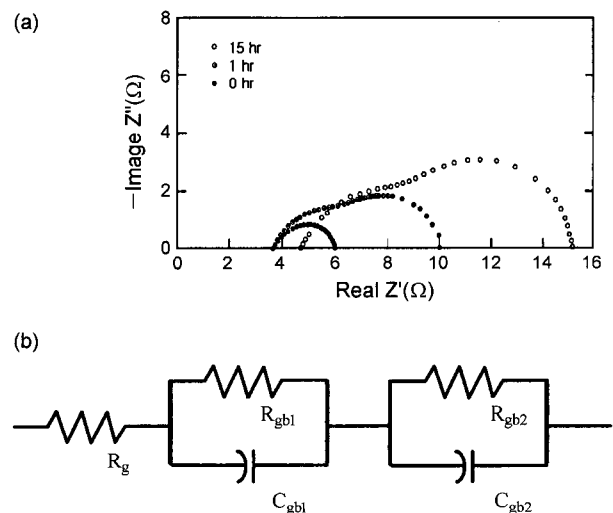 (a)
8
6
4
2
0
15 hr
1 hr
0 hr
−Image Z"(Ω)
0 2 4 6 8 10 12 14 16
Real Z'(Ω)
(b)
R_g
R_gb1
C_gb1
R_gb2
C_gb2